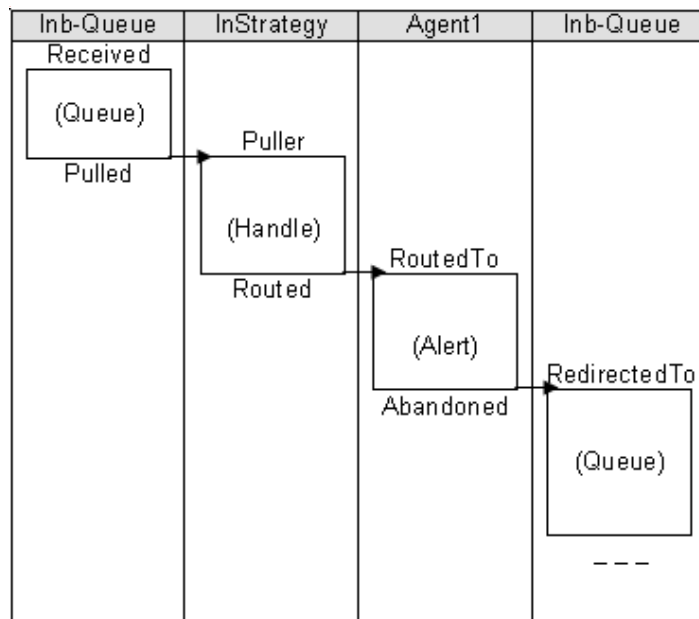 Inb-Queue InStrategy Agent1 Inb-Queue
Received
(Queue)
Pulled
Puller
(Handle)
Routed
RoutedTo
(Alert)
Abandoned
RedirectedTo
(Queue)
– – –